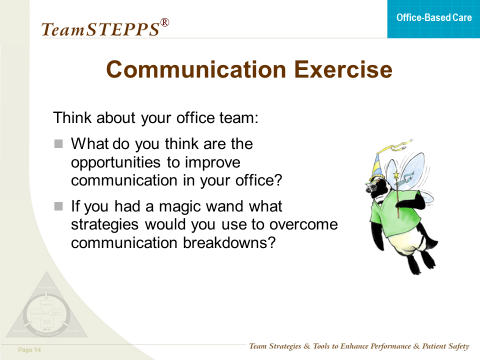 Office-Based Care
TeamSTEPPS®
Communication Exercise
Think about your office team:
What do you think are the
opportunities to improve
communication in your office?
If you had a magic wand what
strategies would you use to overcome
communication breakdowns?
Page 14
Team Strategies & Tools to Enhance Performance & Patient Safety